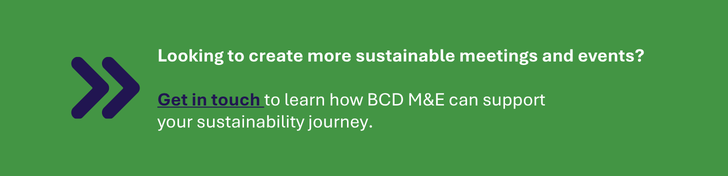 Looking to create more sustainable meetings and events?
Get in touch to learn how BCD M&E can support
your sustainability journey.